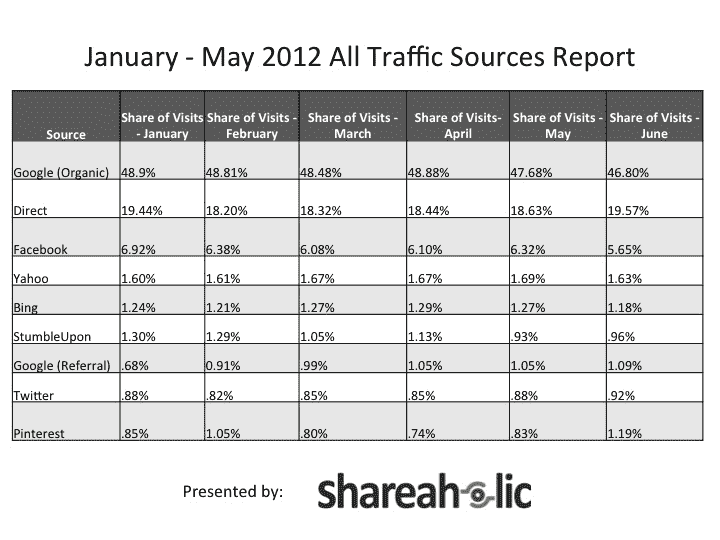 January - May 2012 All Traffic Sources Report
Source Share of Visits - January Share of Visits - February Share of Visits - March Share of Visits- April Share of Visits - May Share of Visits - June
Google (Organic) 48.9% 48.81% 48.48% 48.88% 47.68% 46.80%
Direct 19.44% 18.20% 18.32% 18.44% 18.63% 19.57%
Facebook 6.92% 6.38% 6.08% 6.10% 6.32% 5.65%
Yahoo 1.60% 1.61% 1.67% 1.67% 1.69% 1.63%
Bing 1.24% 1.21% 1.27% 1.29% 1.27% 1.18%
StumbleUpon 1.30% 1.29% 1.05% 1.13% .93% .96%
Google (Referral) .68% 0.91% .99% 1.05% 1.05% 1.09%
Twitter .88% .82% .85% .85% .88% .92%
Pinterest .85% 1.05% .80% .74% .83% 1.19%
Presented by: shareaholic